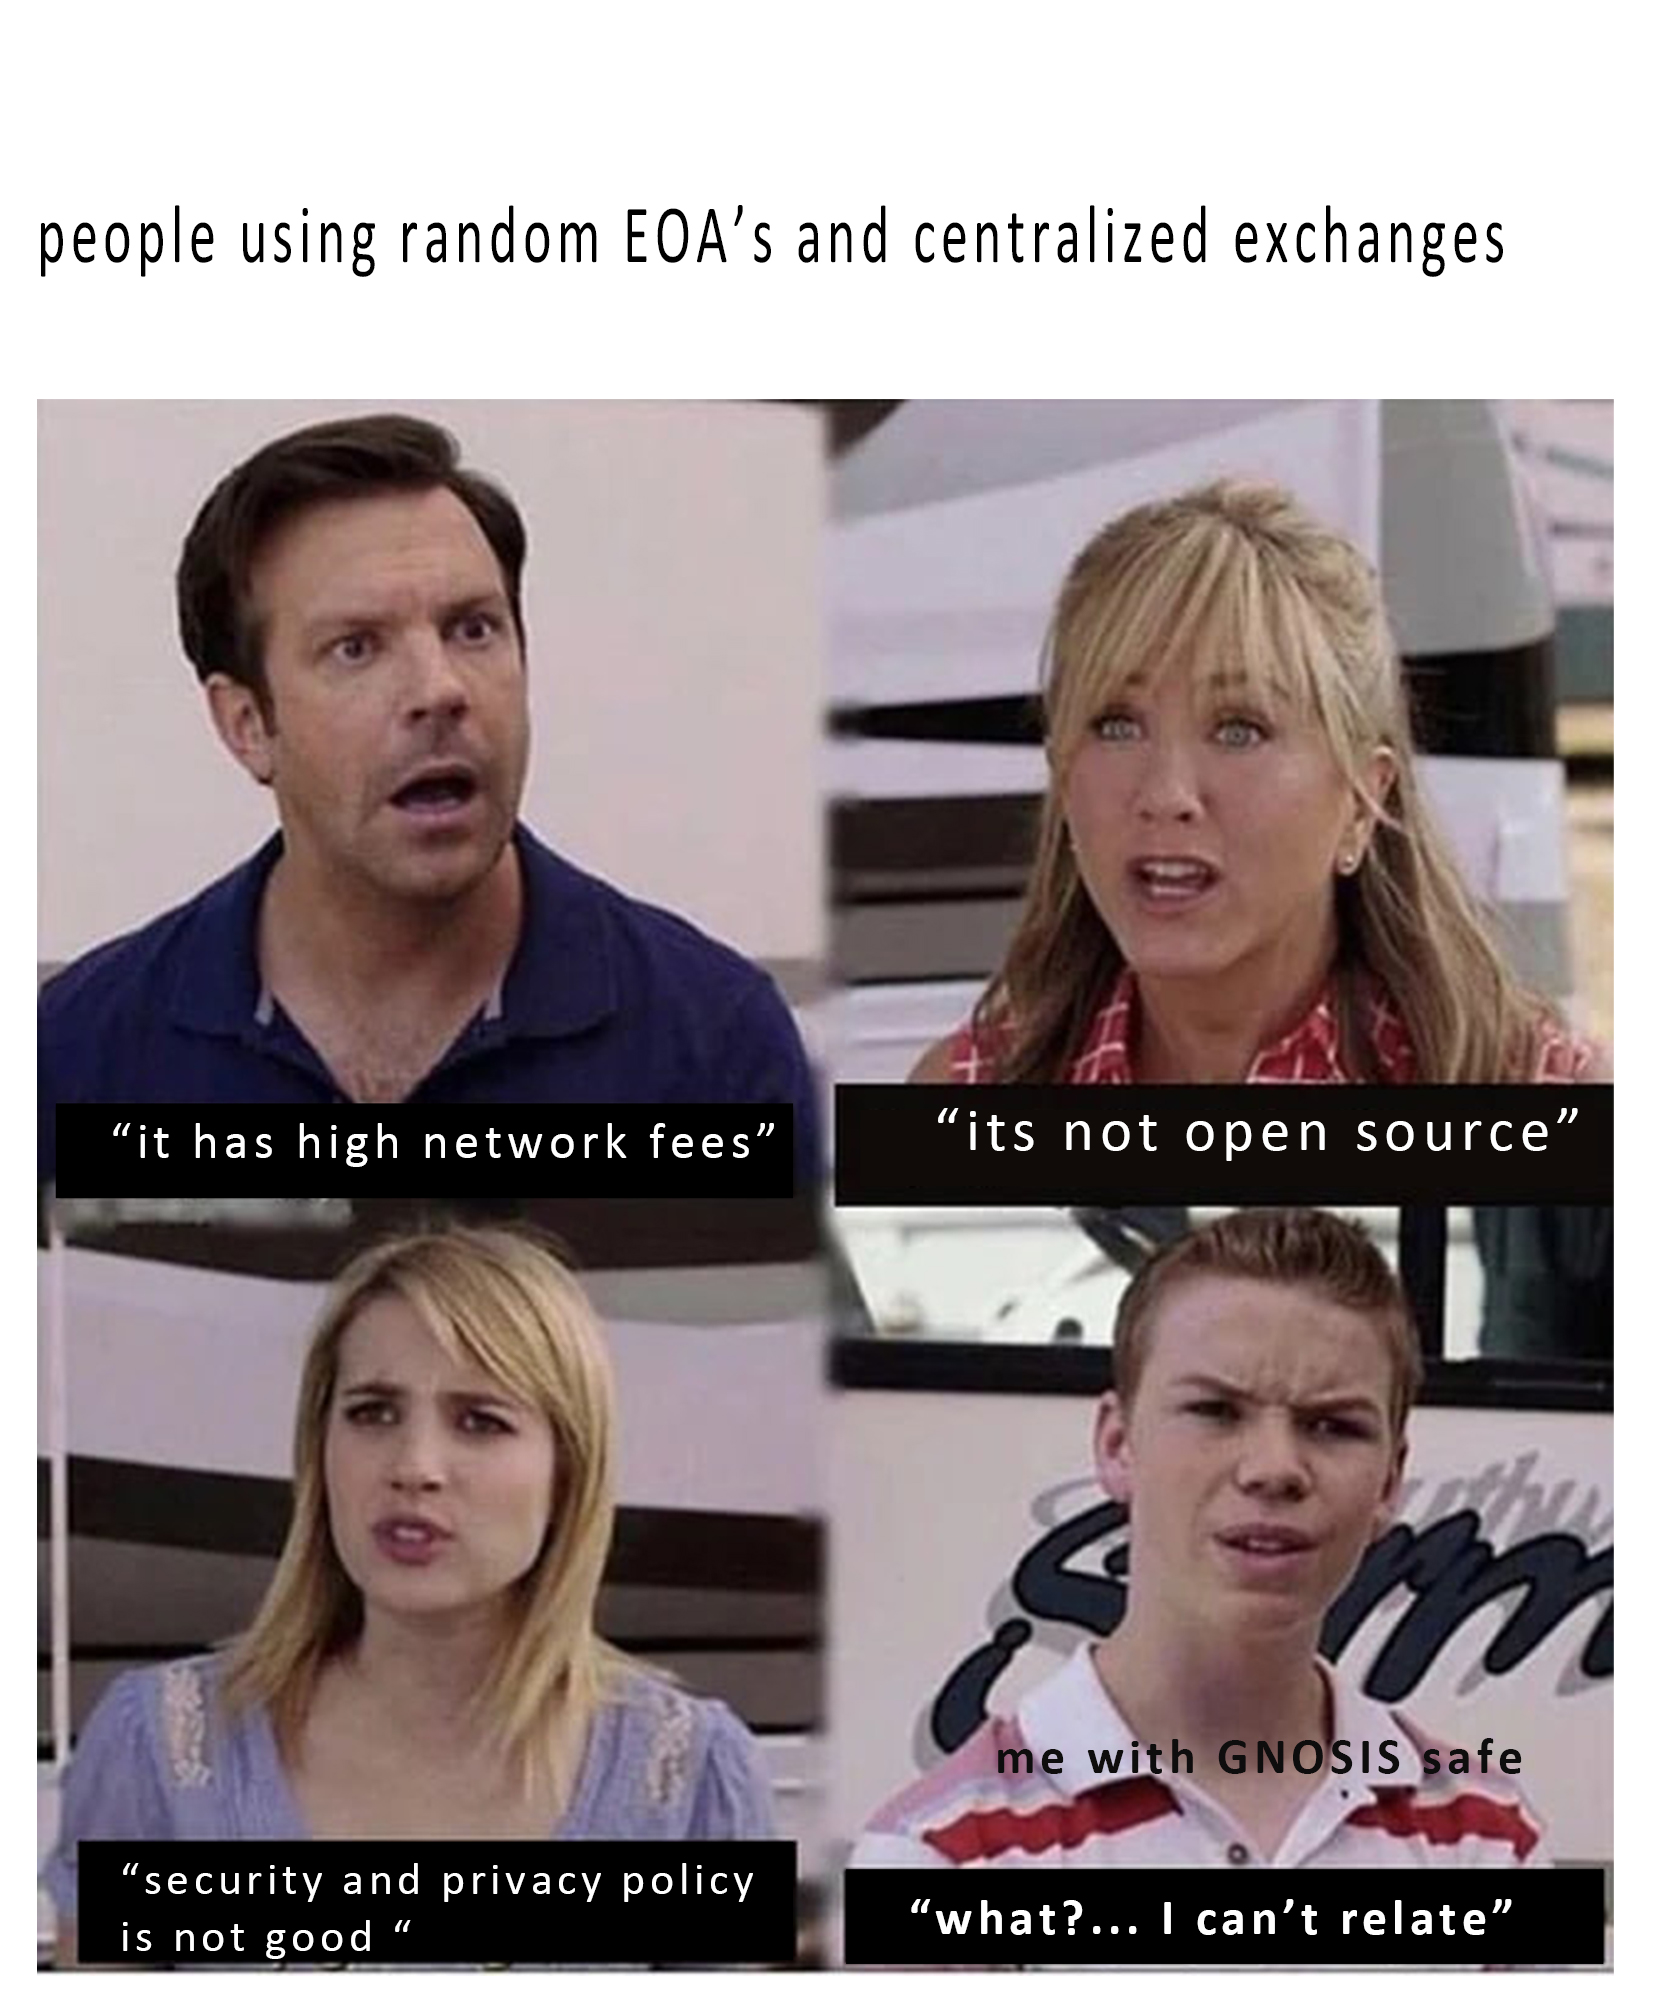 people using random EOA’s and centralized exchanges
“it has high network fees”
“its not open source”
“security and privacy policy
is not good “
me with GNOSIS safe
“what?... I can’t relate”